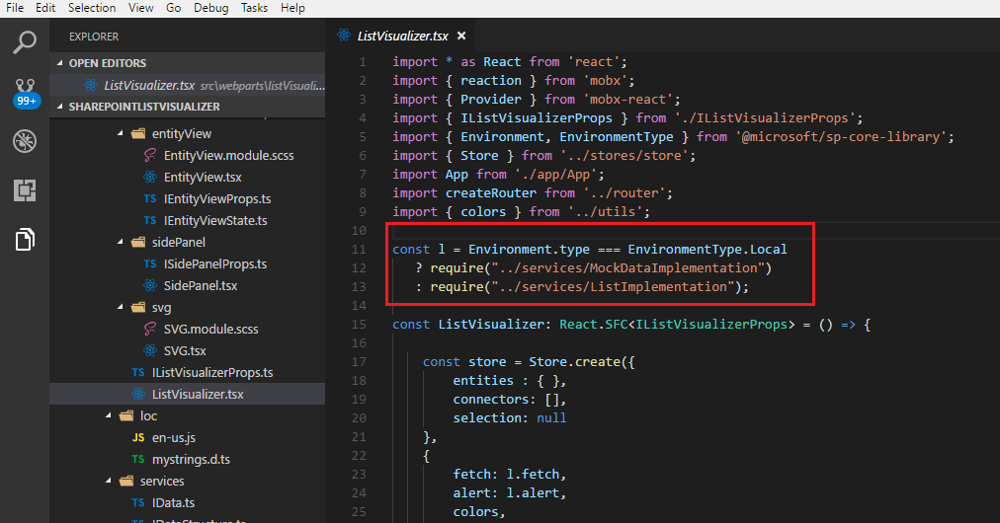 File Edit Selection View Go Debug Tasks Help
EXPLORER
OPEN EDITORS
ListVisualizer.tsx src\webparts\listVisuali...
SHAREPOINTLISTVISUALIZER
entityView
EntityView.module.scss
EntityView.tsx
TS IEntityViewProps.ts
TS IEntityViewState.ts
sidePanel
TS ISidePanelProps.ts
SidePanel.tsx
svg
SVG.module.scss
SVG.tsx
TS IListVisualizerProps.ts
ListVisualizer.tsx
loc
JS en-us.js
TS mystrings.d.ts
services
TS IData.ts
TS IDataStructure.ts
99+
ListVisualizer.tsx ×
1 import * as React from 'react';
2 import { reaction } from 'mobx';
3 import { Provider } from 'mobx-react';
4 import { IListVisualizerProps } from './IListVisualizerProps';
5 import { Environment, EnvironmentType } from '@microsoft/sp-core-library';
6 import { Store } from '../stores/store';
7 import App from './app/App';
8 import createRouter from '../router';
9 import { colors } from '../utils';
10
11 const l = Environment.type === EnvironmentType.Local
12 ? require("../services/MockDataImplementation")
13 : require("../services/ListImplementation");
14
15 const ListVisualizer: React.SFC<IListVisualizerProps> = () => {
16
17 const store = Store.create({
18 entities : { },
19 connectors: [],
20 selection: null
21 },
22 {
23 fetch: l.fetch,
24 alert: l.alert,
25 colors,